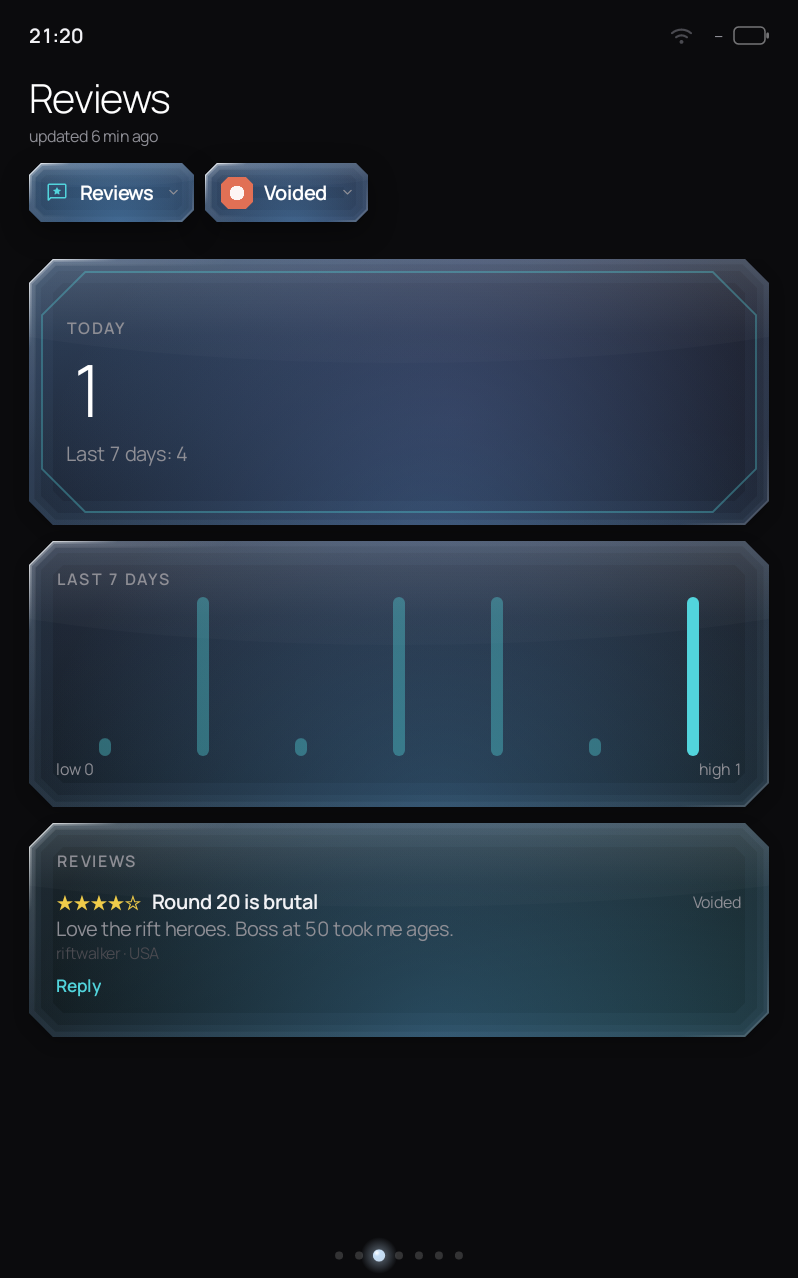 21:20
–
Reviews
updated 6 min ago
Reviews
Voided
TODAY
1
Last 7 days: 4
LAST 7 DAYS
low 0
high 1
REVIEWS
★★★★☆ Round 20 is brutal
Voided
Love the rift heroes. Boss at 50 took me ages.
riftwalker · USA
Reply